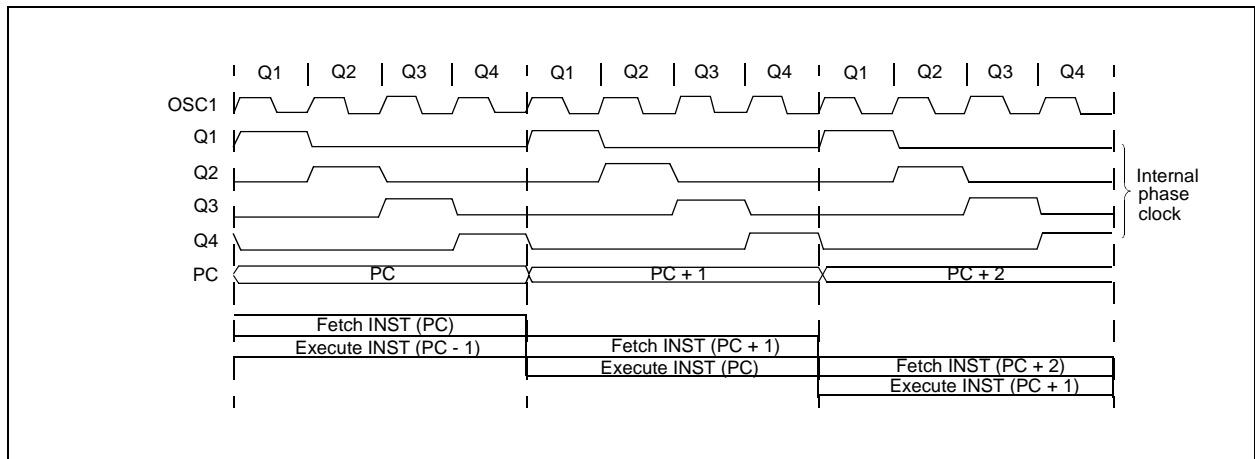 Q1 Q2 Q3 Q4 Q1 Q2 Q3 Q4 Q1 Q2 Q3 Q4
OSC1
Q1
Q2
Q3
Q4
Internal
phase
clock
PC PC PC + 1 PC + 2
Fetch INST (PC)
Execute INST (PC - 1) Fetch INST (PC + 1)
Execute INST (PC) Fetch INST (PC + 2)
Execute INST (PC + 1)